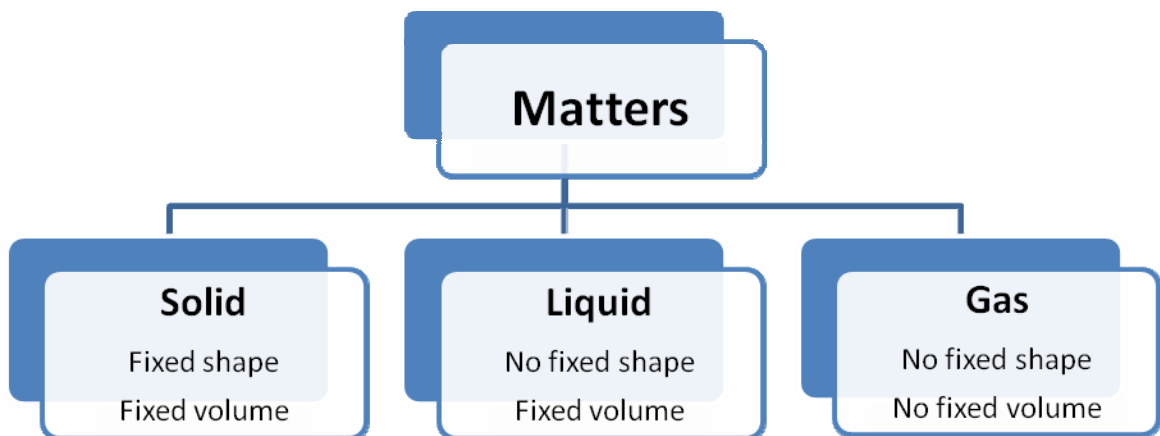 Matters
Solid
Fixed shape
Fixed volume
Liquid
No fixed shape
Fixed volume
Gas
No fixed shape
No fixed volume